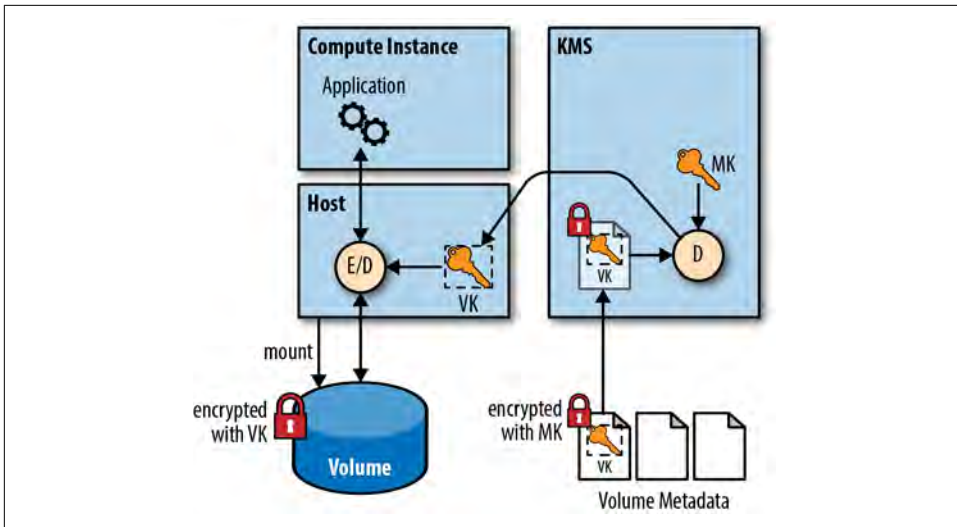 Compute Instance
Application
KMS
MK
Host
E/D
VK
VK
D
mount
encrypted
with VK
Volume
encrypted
with MK
VK
Volume Metadata